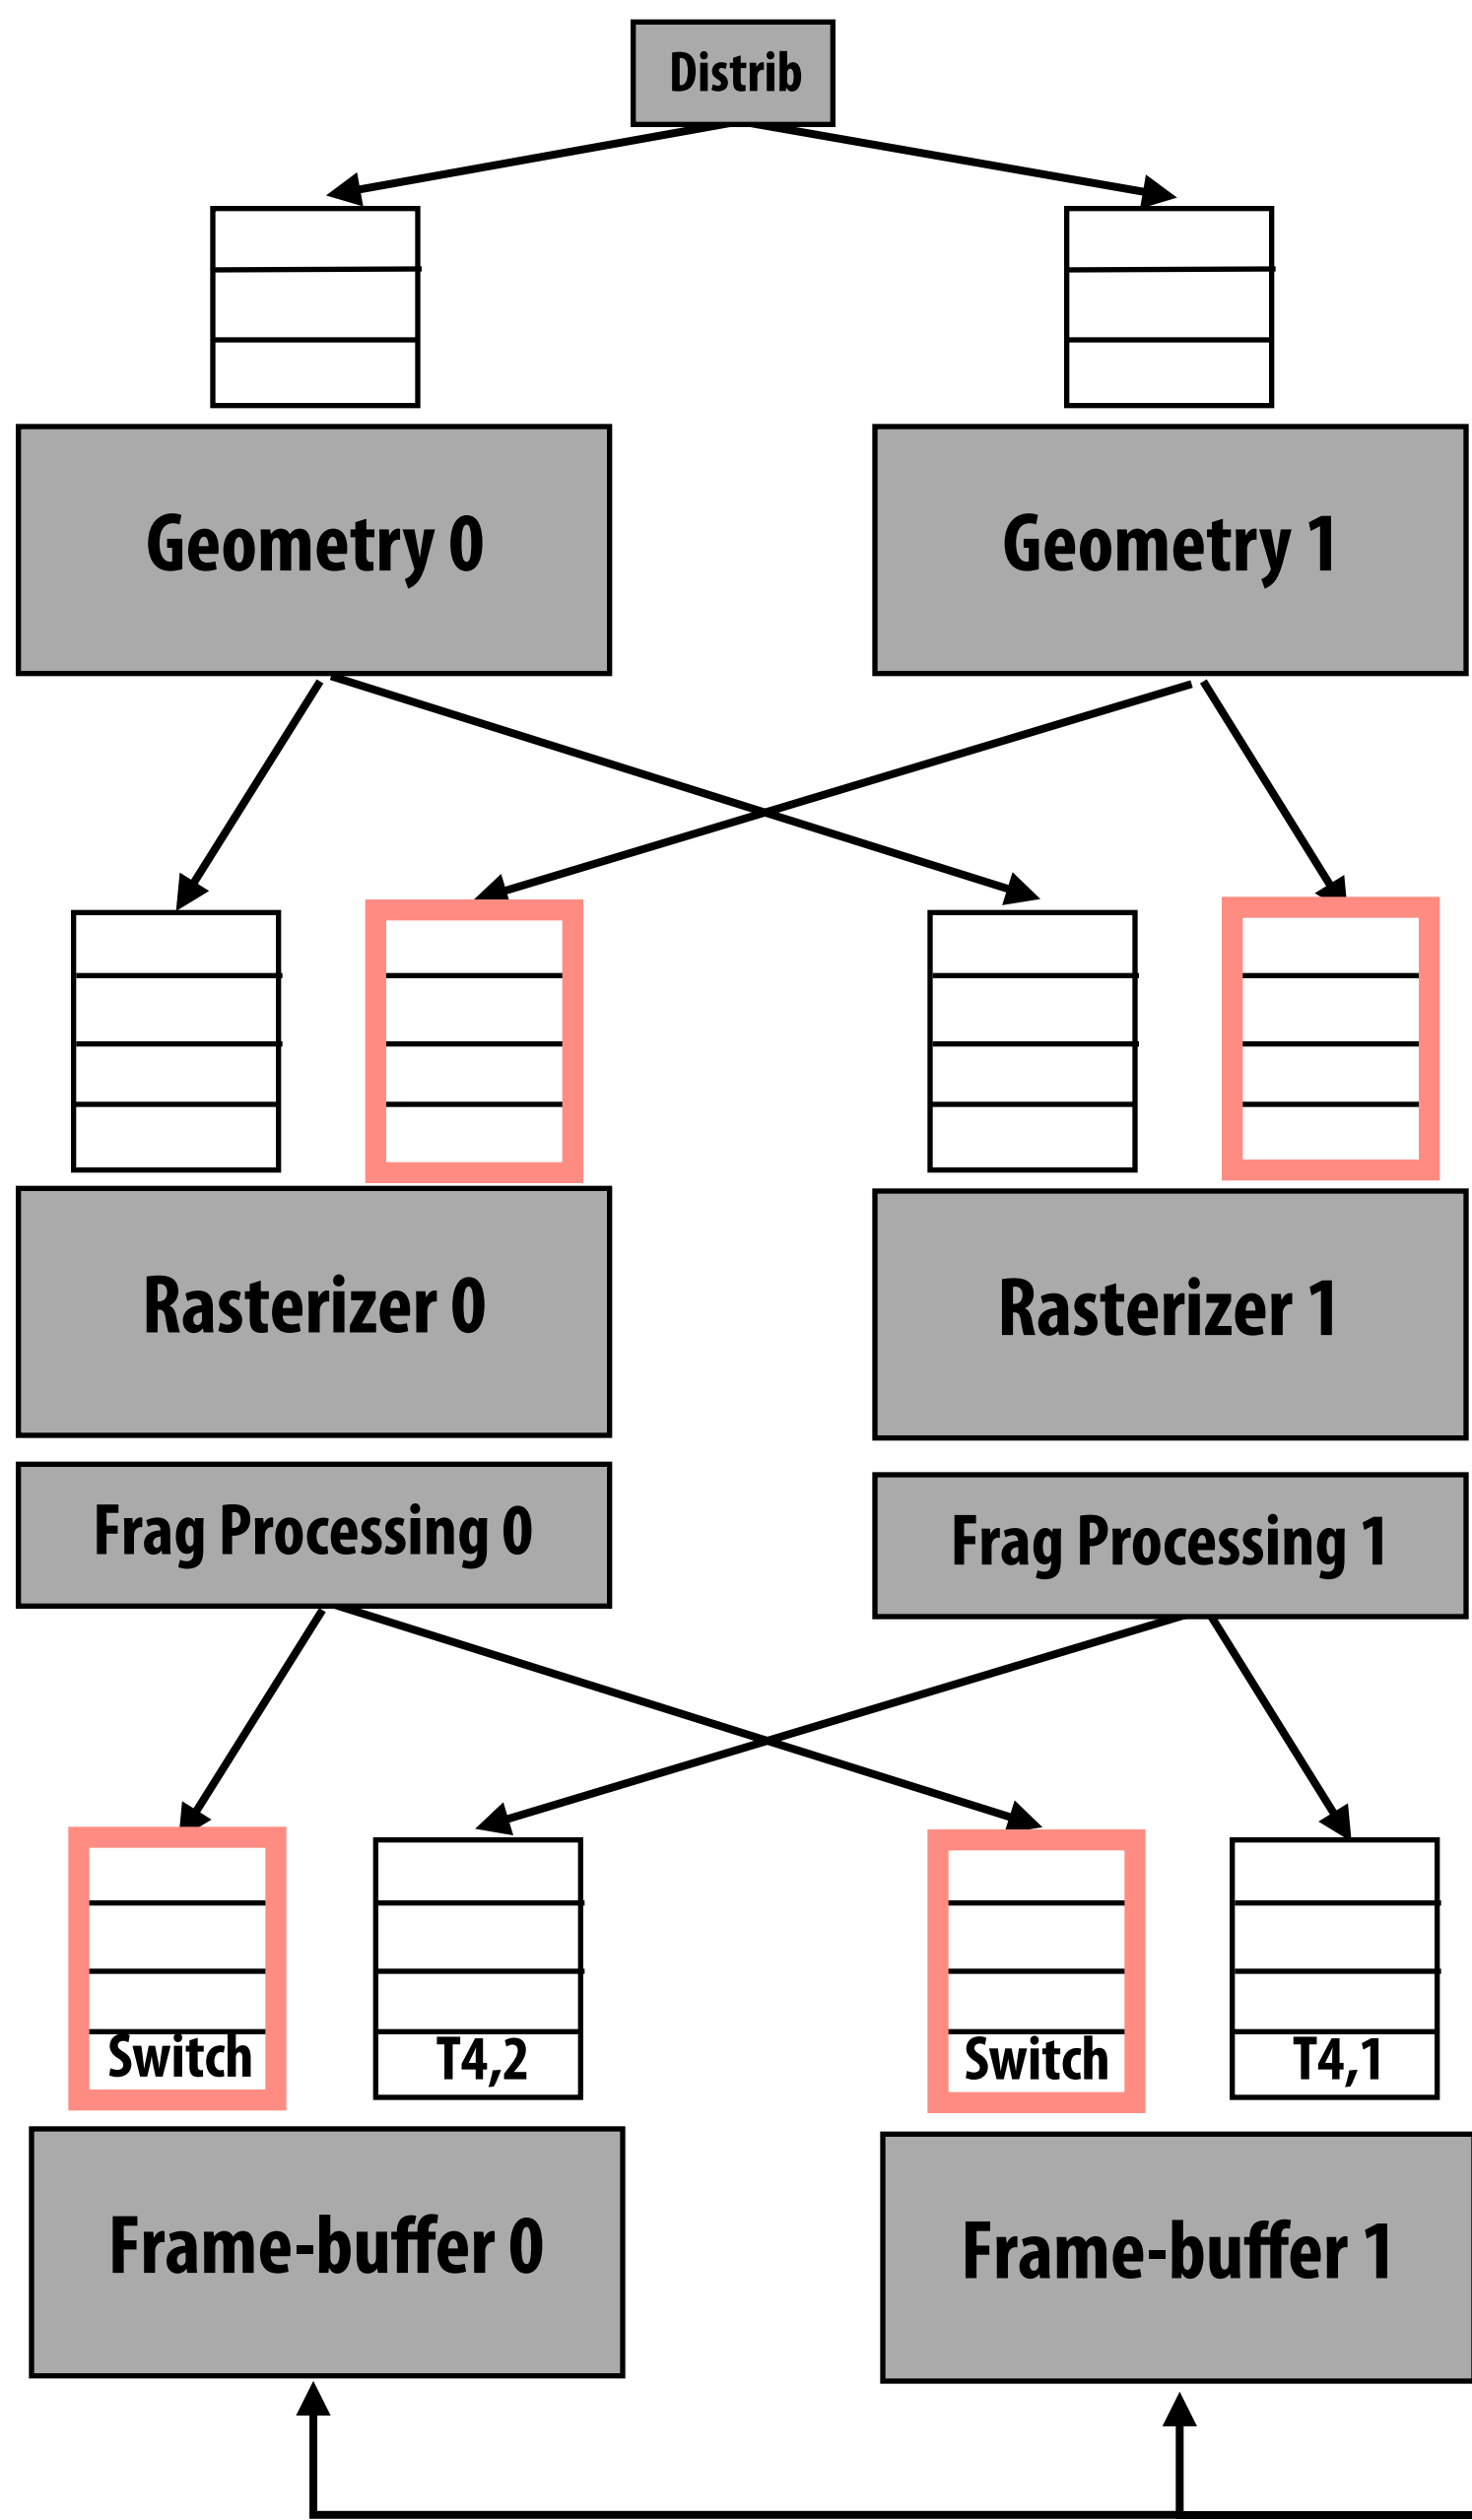 Distrib
Geometry 0
Geometry 1
Rasterizer 0
Rasterizer 1
Frag Processing 0
Frag Processing 1
Switch
T4,2
Switch
T4,1
Frame-buffer 0
Frame-buffer 1